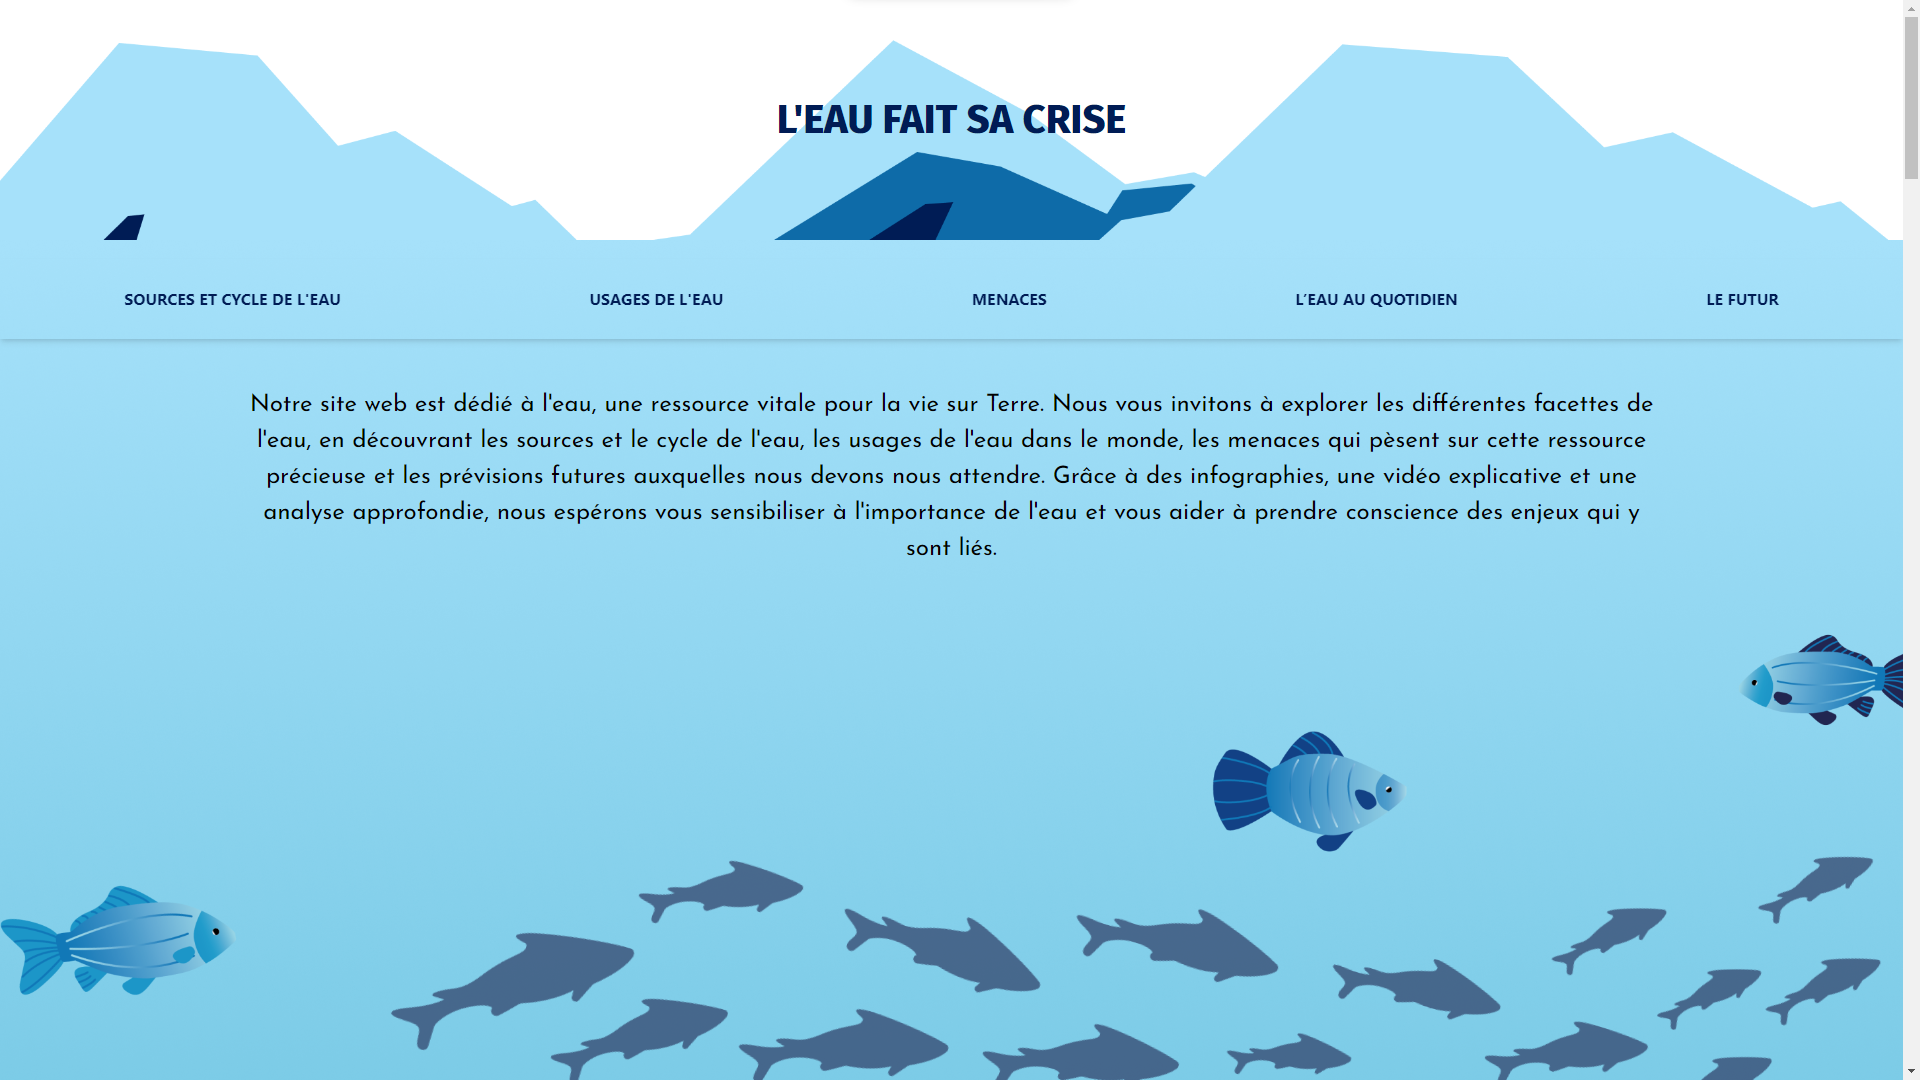 L'EAU FAIT SA CRISE
SOURCES ET CYCLE DE L'EAU
USAGES DE L'EAU
MENACES
L’EAU AU QUOTIDIEN
LE FUTUR
Notre site web est dédié à l'eau, une ressource vitale pour la vie sur Terre. Nous vous invitons à explorer les différentes facettes de
l'eau, en découvrant les sources et le cycle de l'eau, les usages de l'eau dans le monde, les menaces qui pèsent sur cette ressource
précieuse et les prévisions futures auxquelles nous devons nous attendre. Grâce à des infographies, une vidéo explicative et une
analyse approfondie, nous espérons vous sensibiliser à l'importance de l'eau et vous aider à prendre conscience des enjeux qui y
sont liés.